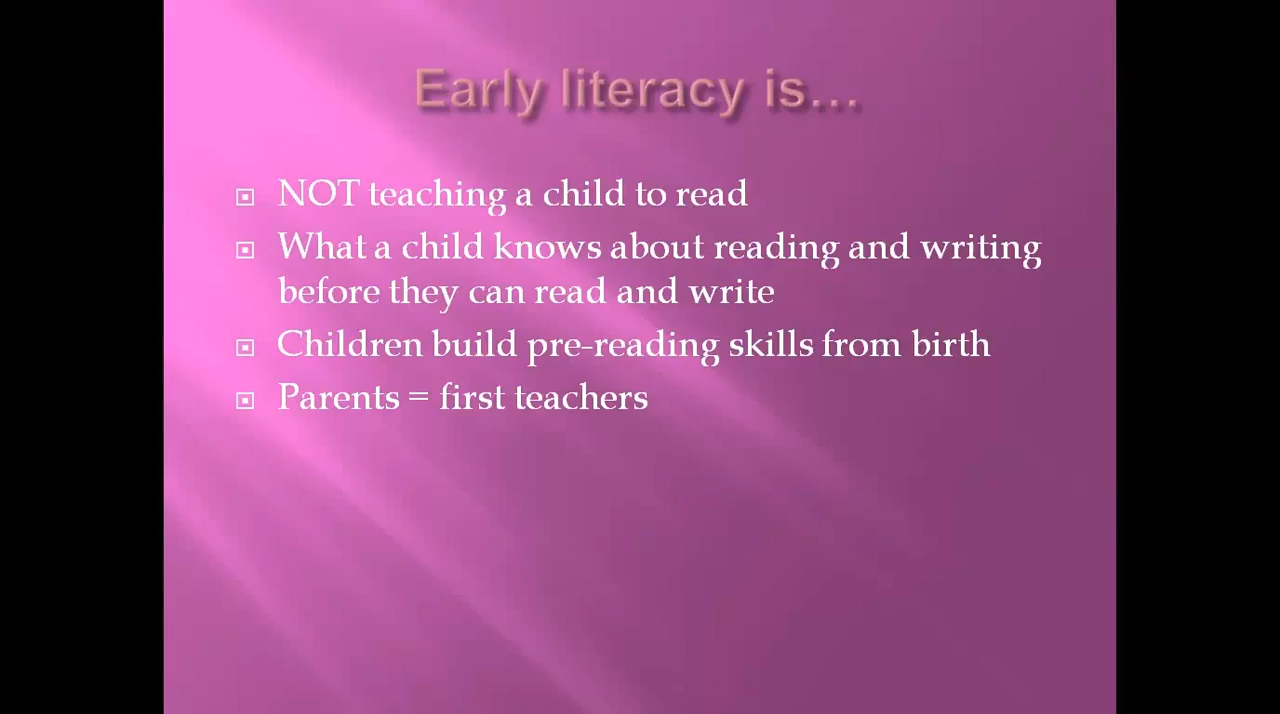 Early literacy is…
NOT teaching a child to read
What a child knows about reading and writing
before they can read and write
Children build pre-reading skills from birth
Parents = first teachers